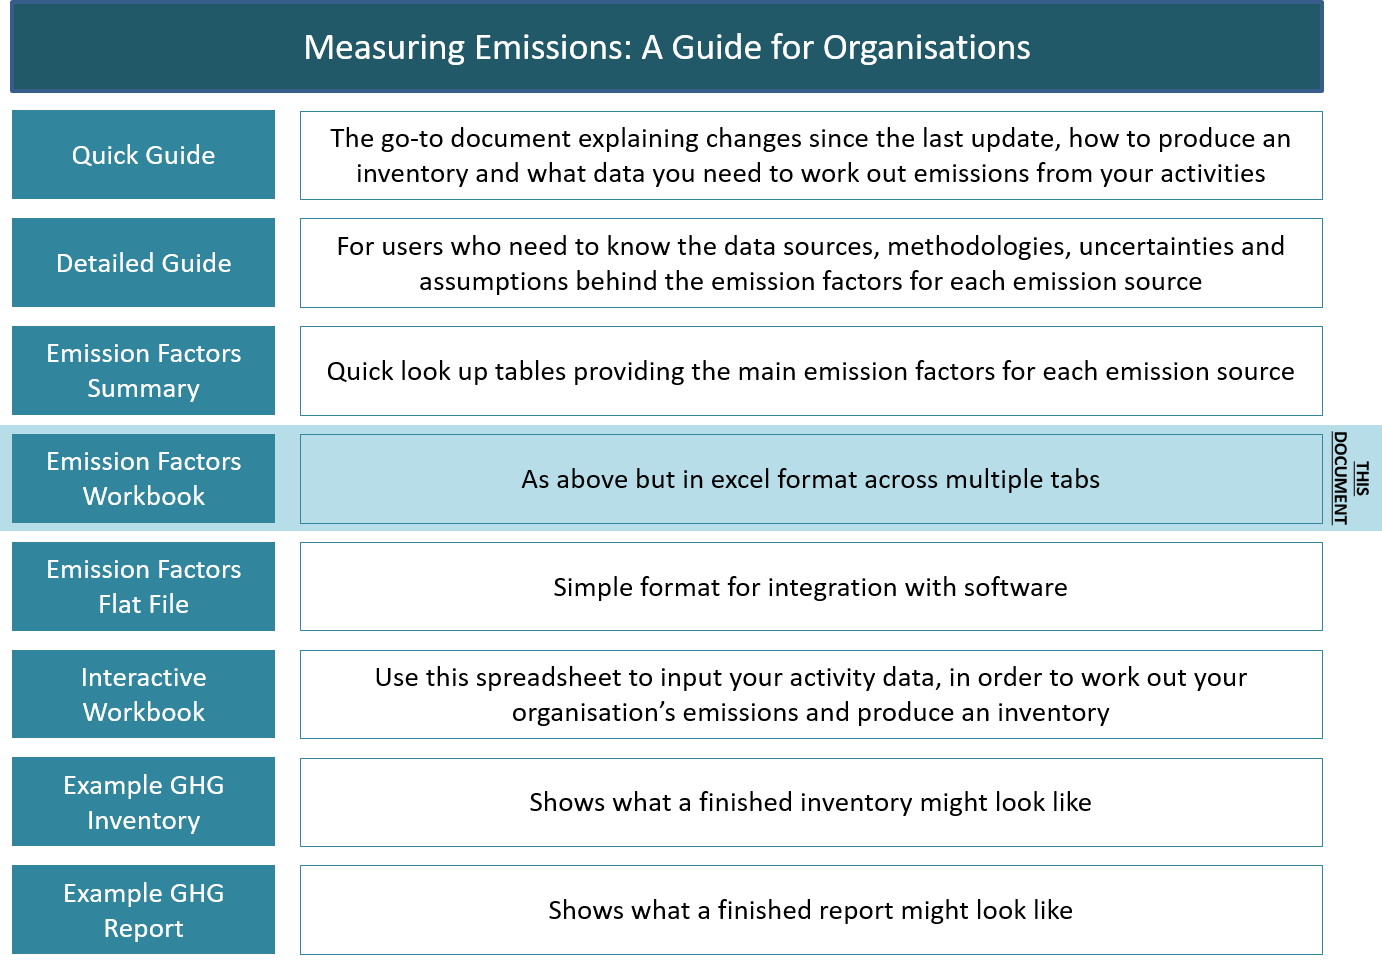 Measuring Emissions: A Guide for Organisations
Quick Guide
The go-to document explaining changes since the last update, how to produce an
inventory and what data you need to work out emissions from your activities
Detailed Guide
For users who need to know the data sources, methodologies, uncertainties and
assumptions behind the emission factors for each emission source
Emission Factors
Summary
Quick look up tables providing the main emission factors for each emission source
Emission Factors
Workbook
As above but in excel format across multiple tabs
THIS
DOCUMENT
Emission Factors
Flat File
Simple format for integration with software
Interactive
Workbook
Use this spreadsheet to input your activity data, in order to work out your
organisation’s emissions and produce an inventory
Example GHG
Inventory
Shows what a finished inventory might look like
Example GHG
Report
Shows what a finished report might look like